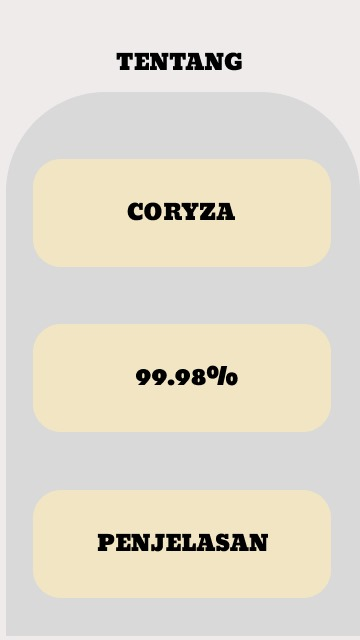 TENTANG
CORYZA
99.98%
PENJELASAN